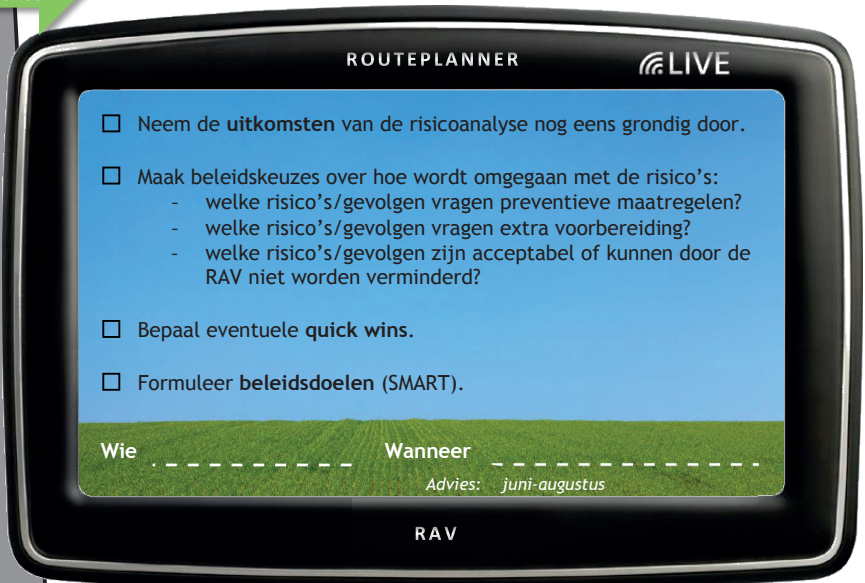 ROUTEPLANNER
LIVE
☐ Neem de uitkomsten van de risicoanalyse nog eens grondig door.
☐ Maak beleidskeuzes over hoe wordt omgegaan met de risico's:
- welke risico's/gevolgen vragen preventieve maatregelen?
- welke risico's/gevolgen vragen extra voorbereiding?
- welke risico's/gevolgen zijn acceptabel of kunnen door de
RAV niet worden verminderd?
☐ Bepaal eventuele quick wins.
☐ Formuleer beleidsdoelen (SMART).
Wie Wanneer
Advies: juni-augustus
RAV